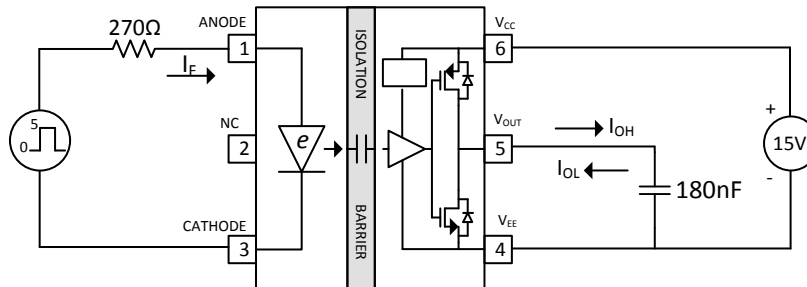 270Ω
ANODE
1
I_F
5
0
NC
2
e
CATHODE
3
ISOLATION
BARRIER
V_CC
6
V_OUT
5
I_OH
I_OL
180nF
V_EE
4
+
15V
-